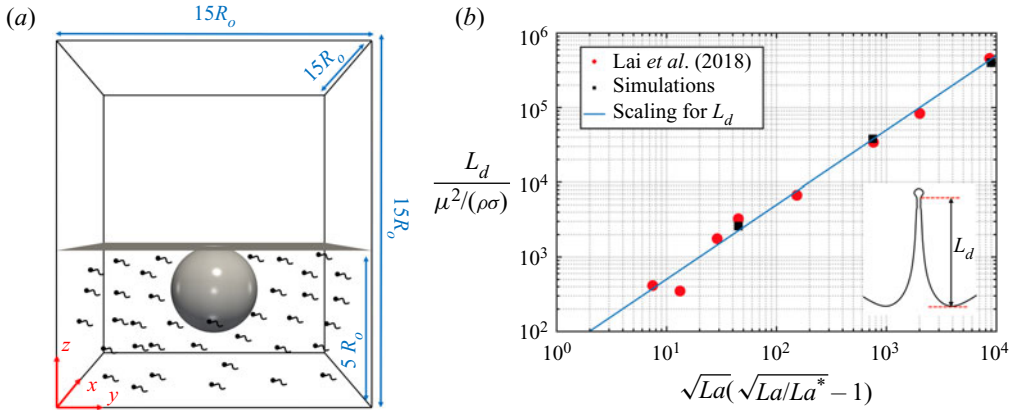 (a)
15R_o
15R_o
15R_o
5 R_o
z
x
y
(b)
10^6
10^5
10^4
10^3
10^2
L_d
μ^2/(ρσ)
Lai et al. (2018)
Simulations
Scaling for L_d
L_d
10^0 10^1 10^2 10^3 10^4
√La(√La/La^* – 1)